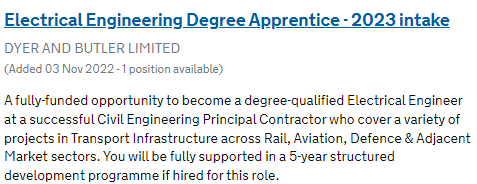 Electrical Engineering Degree Apprentice - 2023 intake
DYER AND BUTLER LIMITED
(Added 03 Nov 2022 - 1 position available)
A fully-funded opportunity to become a degree-qualified Electrical Engineer
at a successful Civil Engineering Principal Contractor who cover a variety of
projects in Transport Infrastructure across Rail, Aviation, Defence & Adjacent
Market sectors. You will be fully supported in a 5-year structured
development programme if hired for this role.